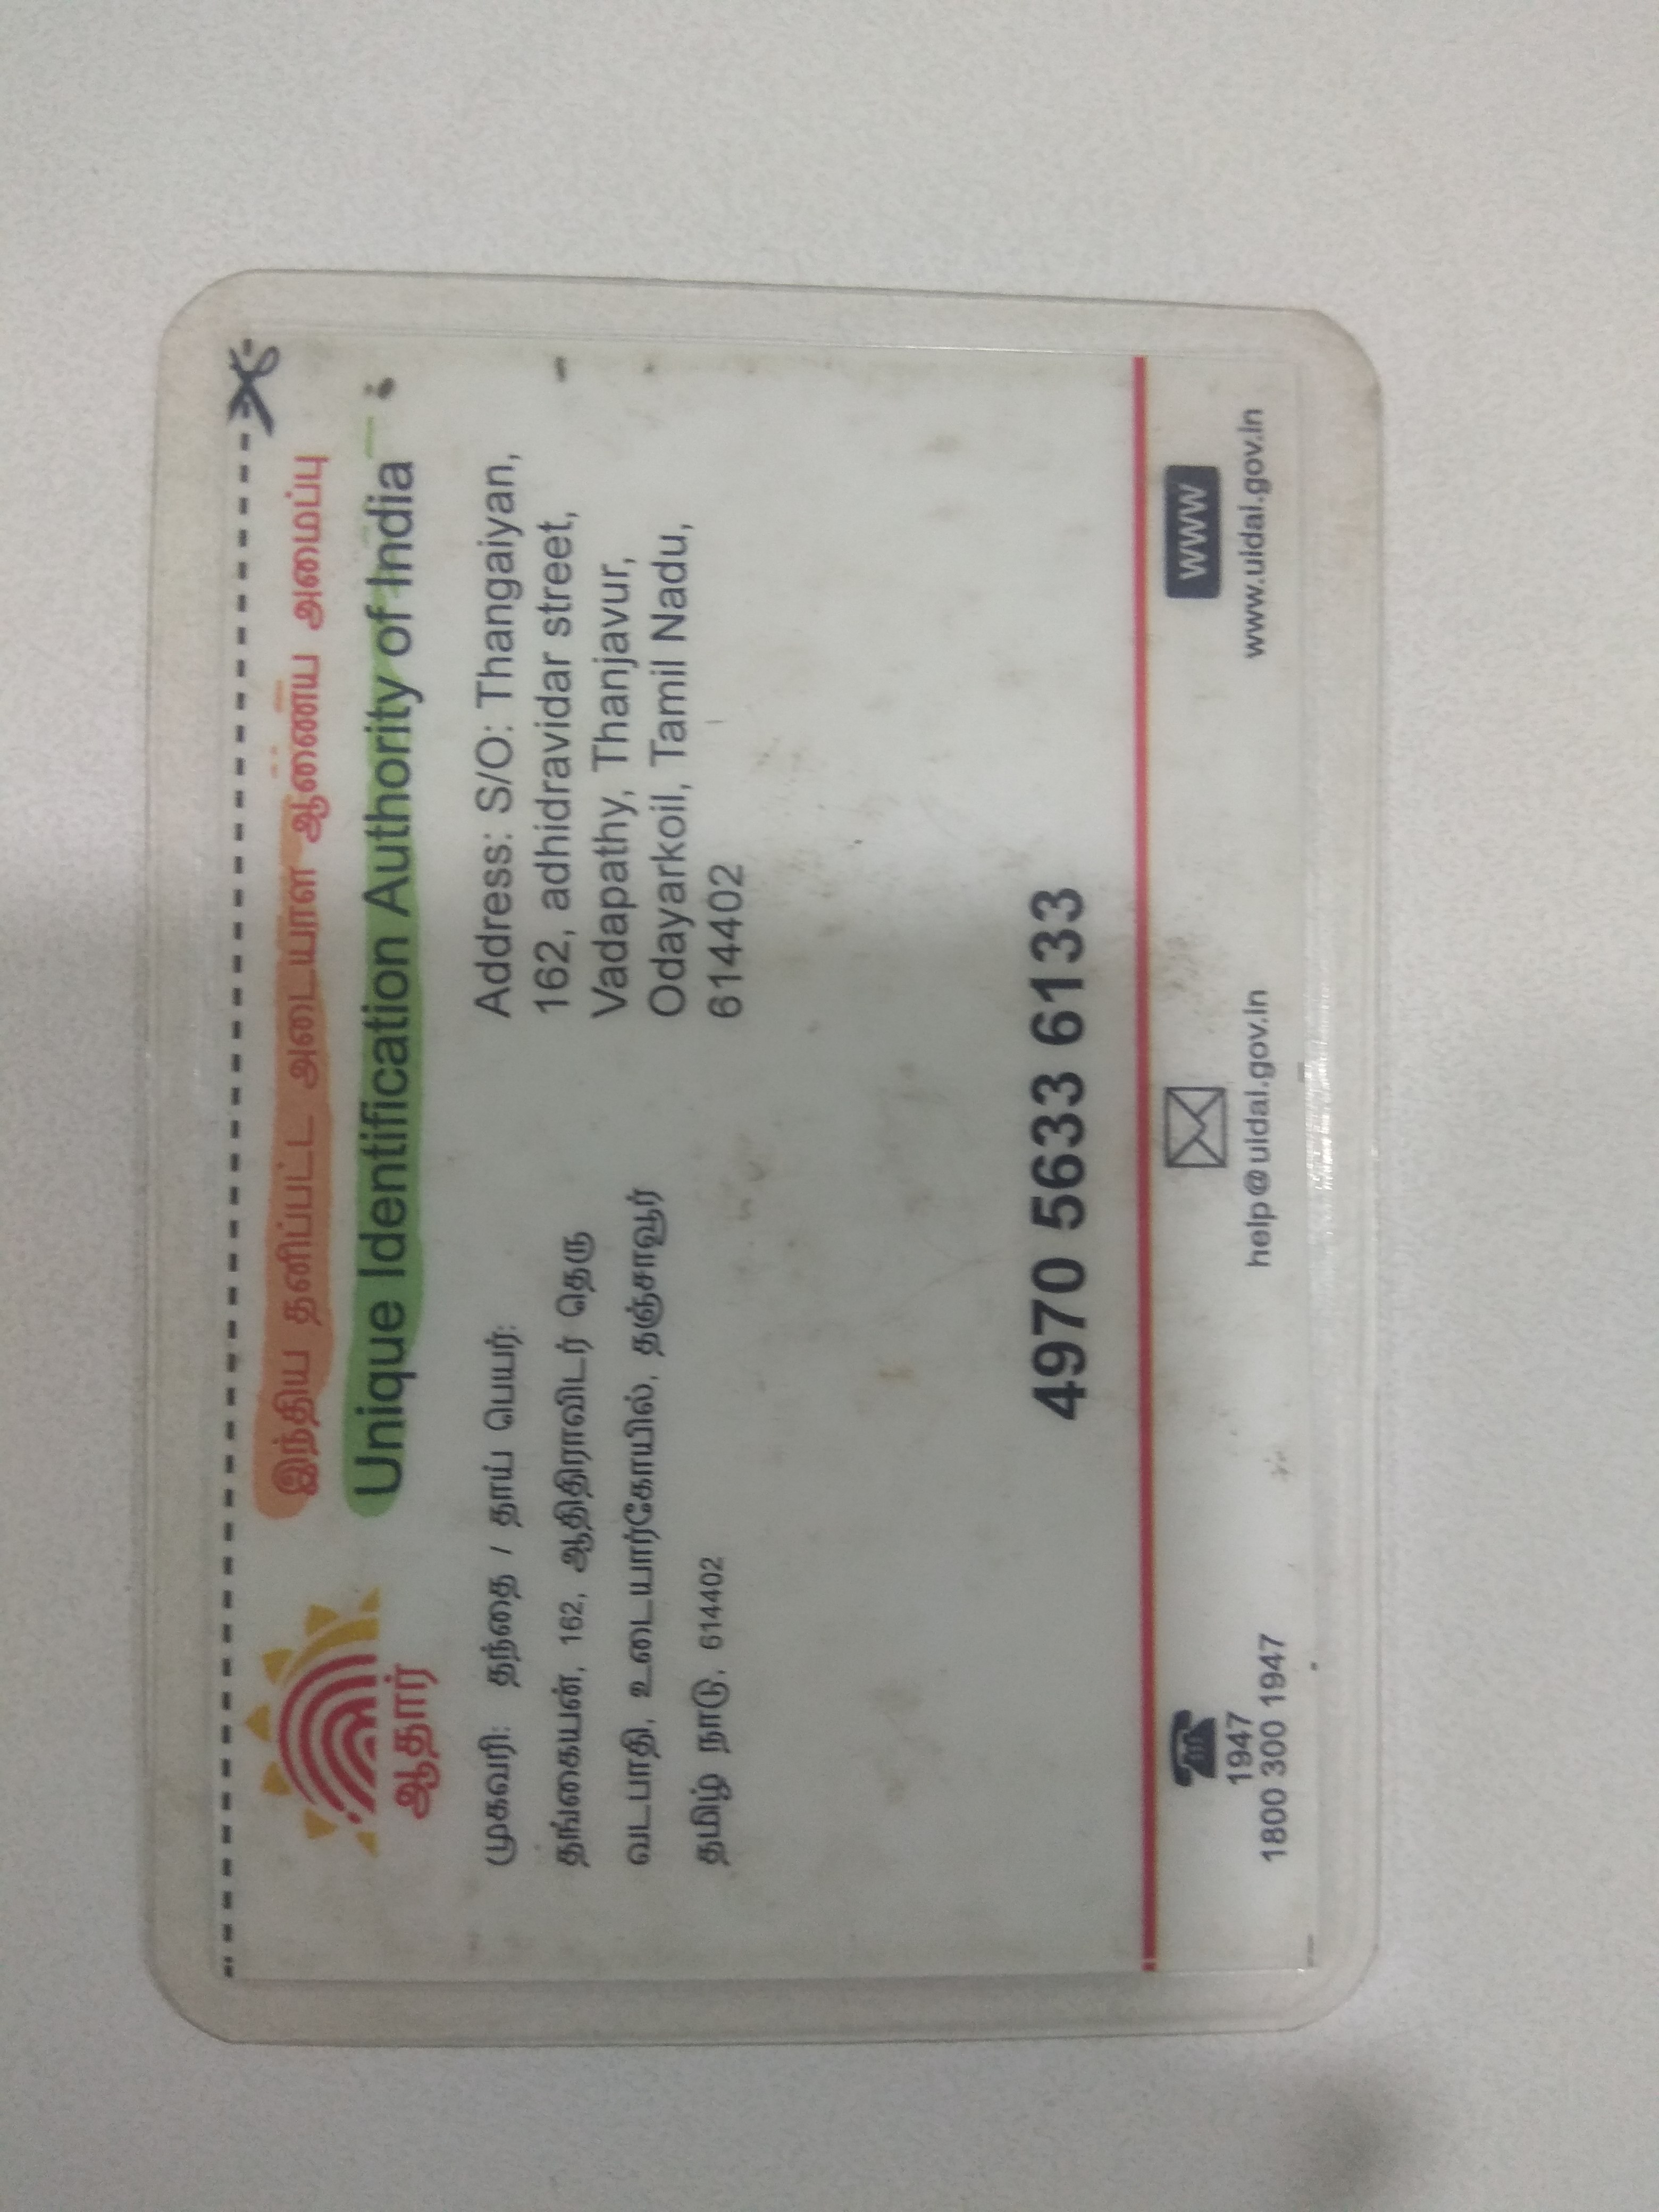 இந்திய தனிப்பட்ட அடையாள ஆணைய அமைப்பு
Unique Identification Authority of India
ஆதார்
முகவரி: தந்தை / தாய் பெயர்:
தங்கையன், 162, ஆதிதிராவிடர் தெரு
வடபாதி, உடையார்கோயில், தஞ்சாவூர்
தமிழ் நாடு, 614402
Address: S/O: Thangaiyan,
162, adhidravidar street,
Vadapathy, Thanjavur,
Odayarkoil, Tamil Nadu,
614402
4970 5633 6133
1947
1800 300 1947
help@uidai.gov.in
www
www.uidai.gov.in